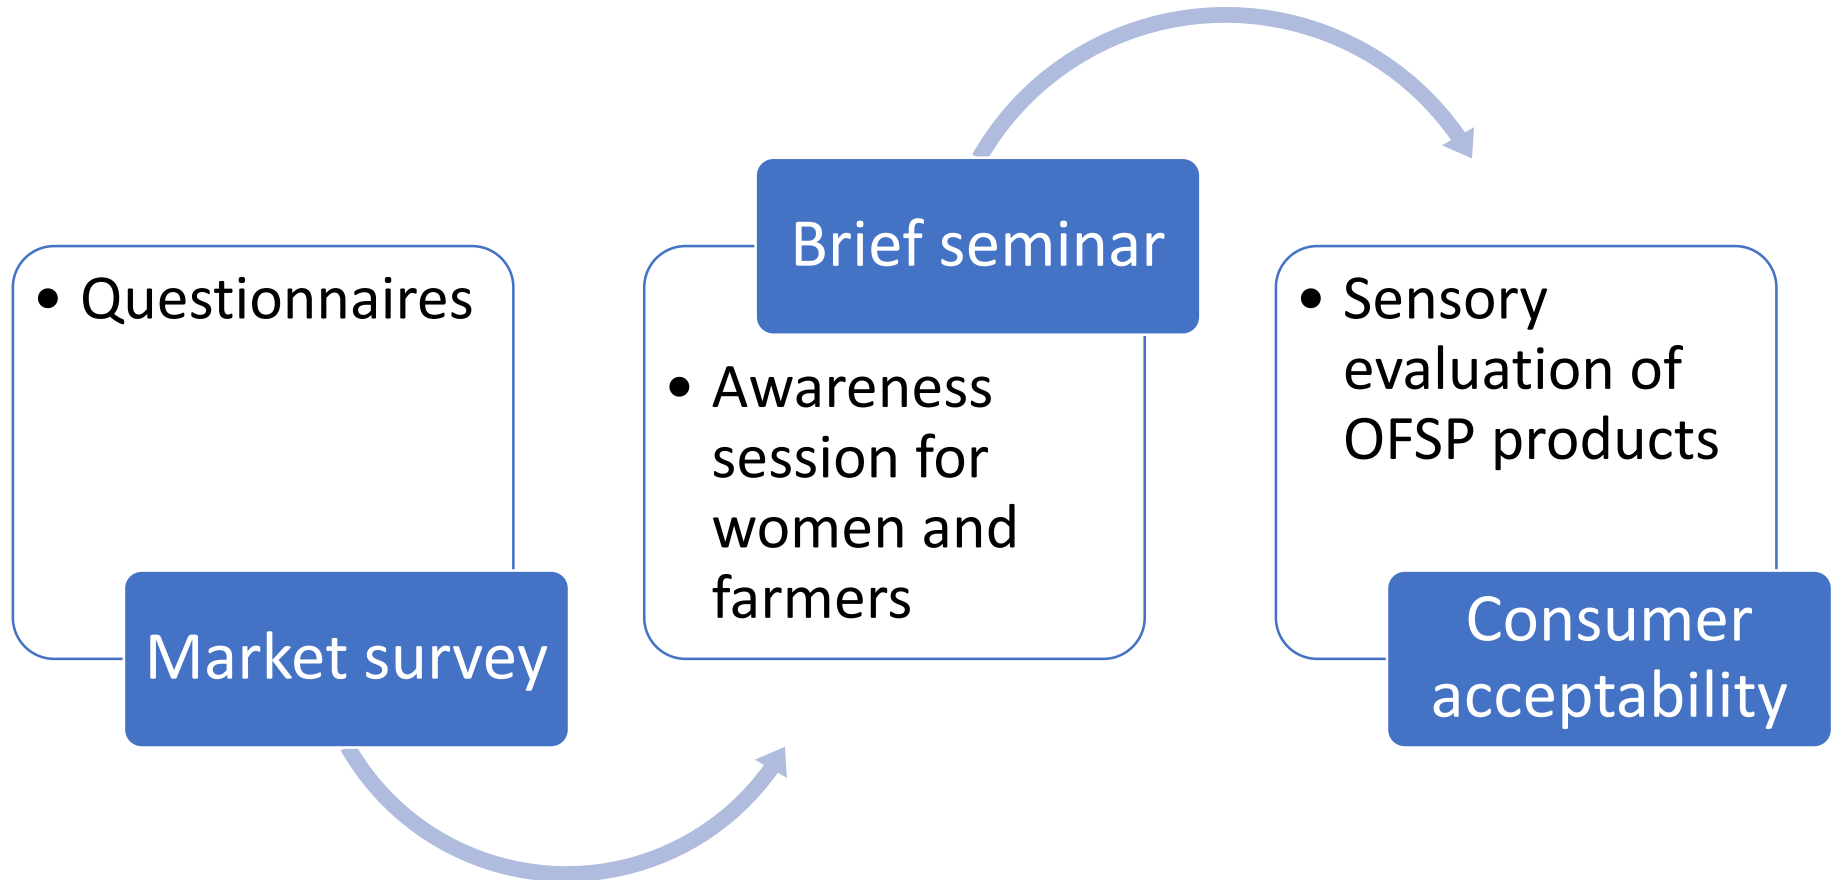 • Questionnaires
Market survey
Brief seminar
• Awareness
session for
women and
farmers
• Sensory
evaluation of
OFSP products
Consumer
acceptability